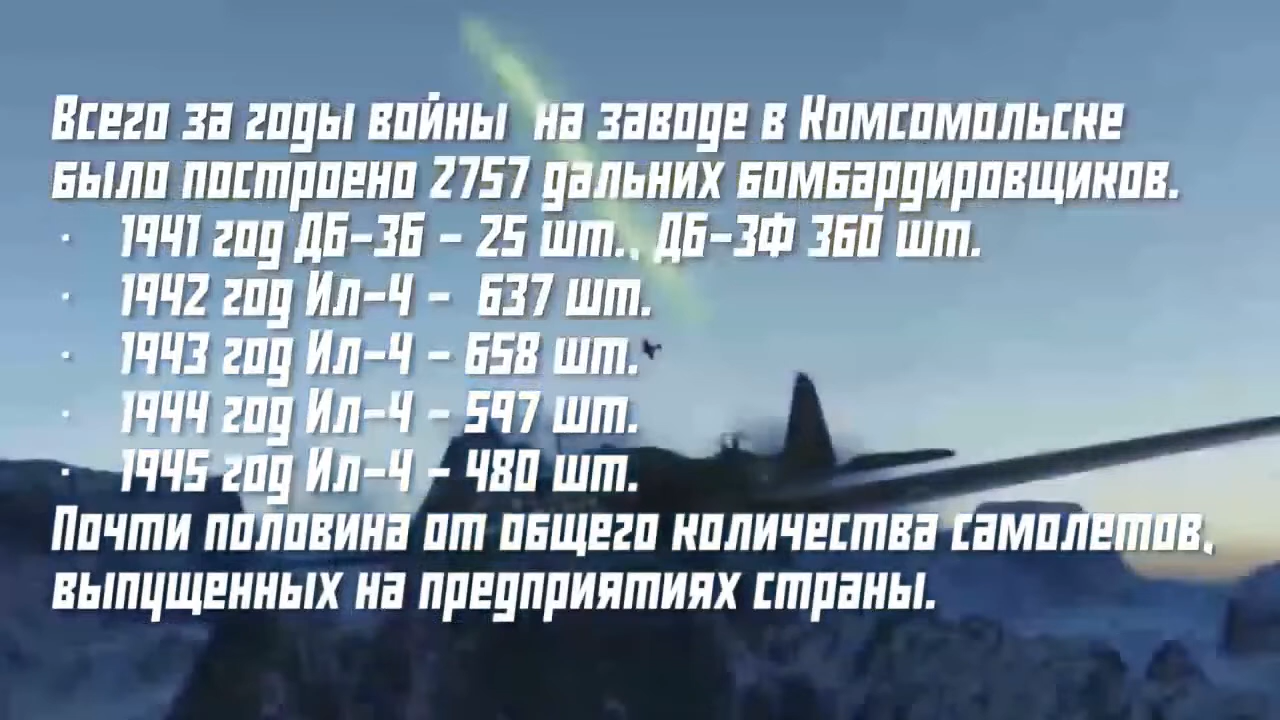 Всего за годы войны на заводе в Комсомольске
было построено 2757 дальних бомбардировщиков.
· 1941 год ДБ-3Б - 25 шт., ДБ-3Ф 360 шт.
· 1942 год Ил-4 - 637 шт.
· 1943 год Ил-4 - 658 шт.
· 1944 год Ил-4 - 597 шт.
· 1945 год Ил-4 - 480 шт.
Почти половина от общего количества самолетов,
выпущенных на предприятиях страны.